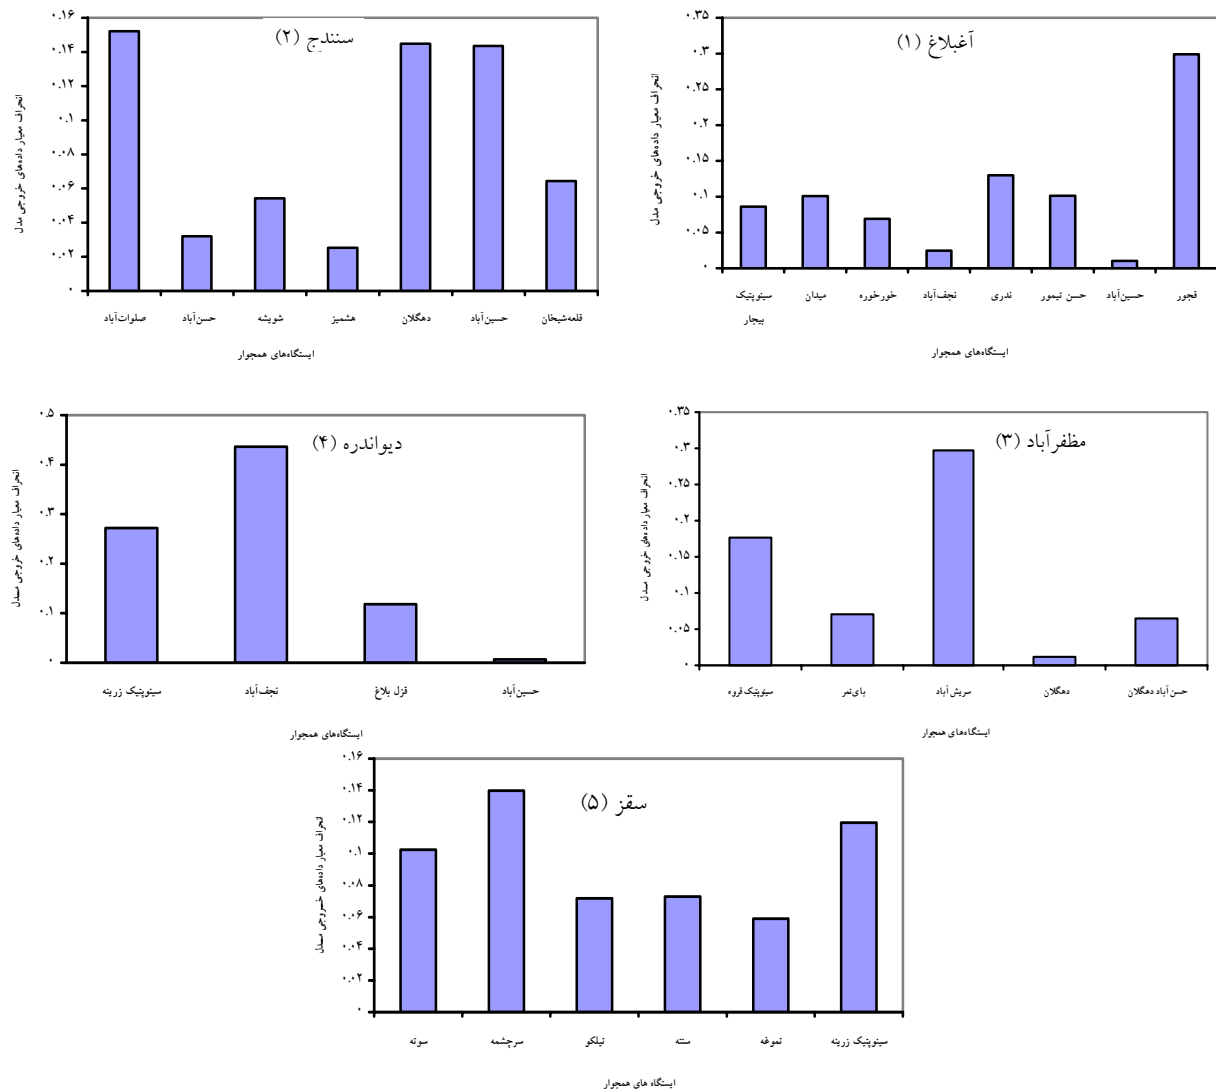 آغبلاغ (۱)
انحراف معیار داده‌های خروجی مدل
۰.۳۵
۰.۳
۰.۲۵
۰.۲
۰.۱۵
۰.۱
۰.۰۵
۰
سینوپتیک بیجار
میدان
خورخوره
نجف‌آباد
ندری
حسن تیمور
حسین‌آباد
قجور
ایستگاه‌های همجوار
سنندج (۲)
انحراف معیار داده‌های خروجی مدل
۰.۱۶
۰.۱۴
۰.۱۲
۰.۱
۰.۰۸
۰.۰۶
۰.۰۴
۰.۰۲
۰
صلوات‌آباد
حسن‌آباد
شویشه
هشمیز
دهگلان
حسین‌آباد
قلعه‌شیخان
ایستگاه‌های همجوار
مظفرآباد (۳)
انحراف معیار داده‌های خروجی مدل
۰.۳۵
۰.۳
۰.۲۵
۰.۲
۰.۱۵
۰.۱
۰.۰۵
۰
سینوپتیک قروه
بای‌تمر
سریش‌آباد
دهگلان
حسن‌آباد دهگلان
ایستگاه‌های همجوار
دیواندره (۴)
انحراف معیار داده‌های خروجی مدل
۰.۵
۰.۴
۰.۳
۰.۲
۰.۱
۰
سینوپتیک زرینه
نجف‌آباد
قزل بلاغ
حسین‌آباد
ایستگاه‌های همجوار
سقز (۵)
انحراف معیار داده‌های خروجی مدل
۰.۱۶
۰.۱۴
۰.۱۲
۰.۱
۰.۰۸
۰.۰۶
۰.۰۴
۰.۰۲
۰
سوته
سرچشمه
تیلکو
سنته
تموغه
سینوپتیک زرینه
ایستگاه های همجوار